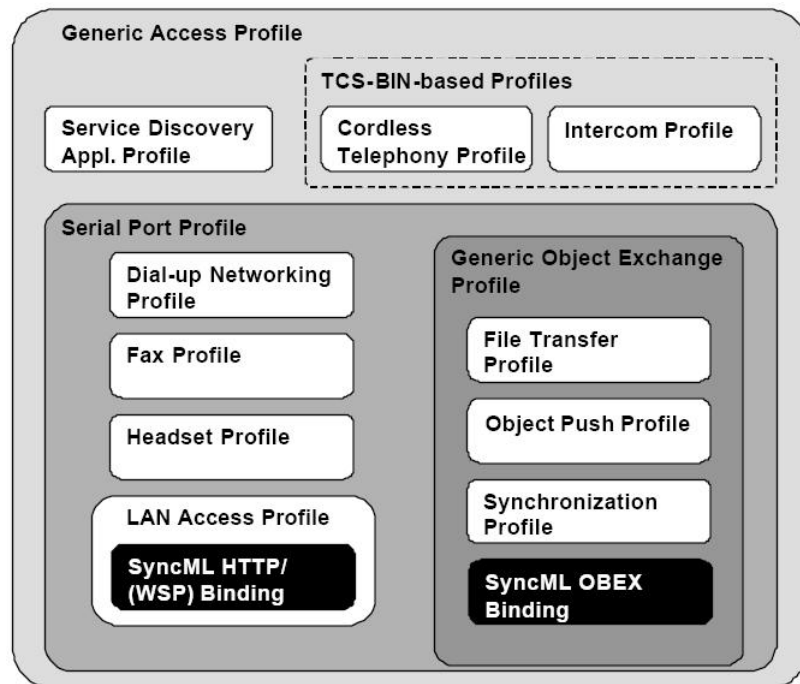 Generic Access Profile
TCS-BIN-based Profiles
Service Discovery
Appl. Profile
Cordless
Telephony Profile
Intercom Profile
Serial Port Profile
Dial-up Networking
Profile
Fax Profile
Headset Profile
LAN Access Profile
SyncML HTTP/
(WSP) Binding
Generic Object Exchange
Profile
File Transfer
Profile
Object Push Profile
Synchronization
Profile
SyncML OBEX
Binding